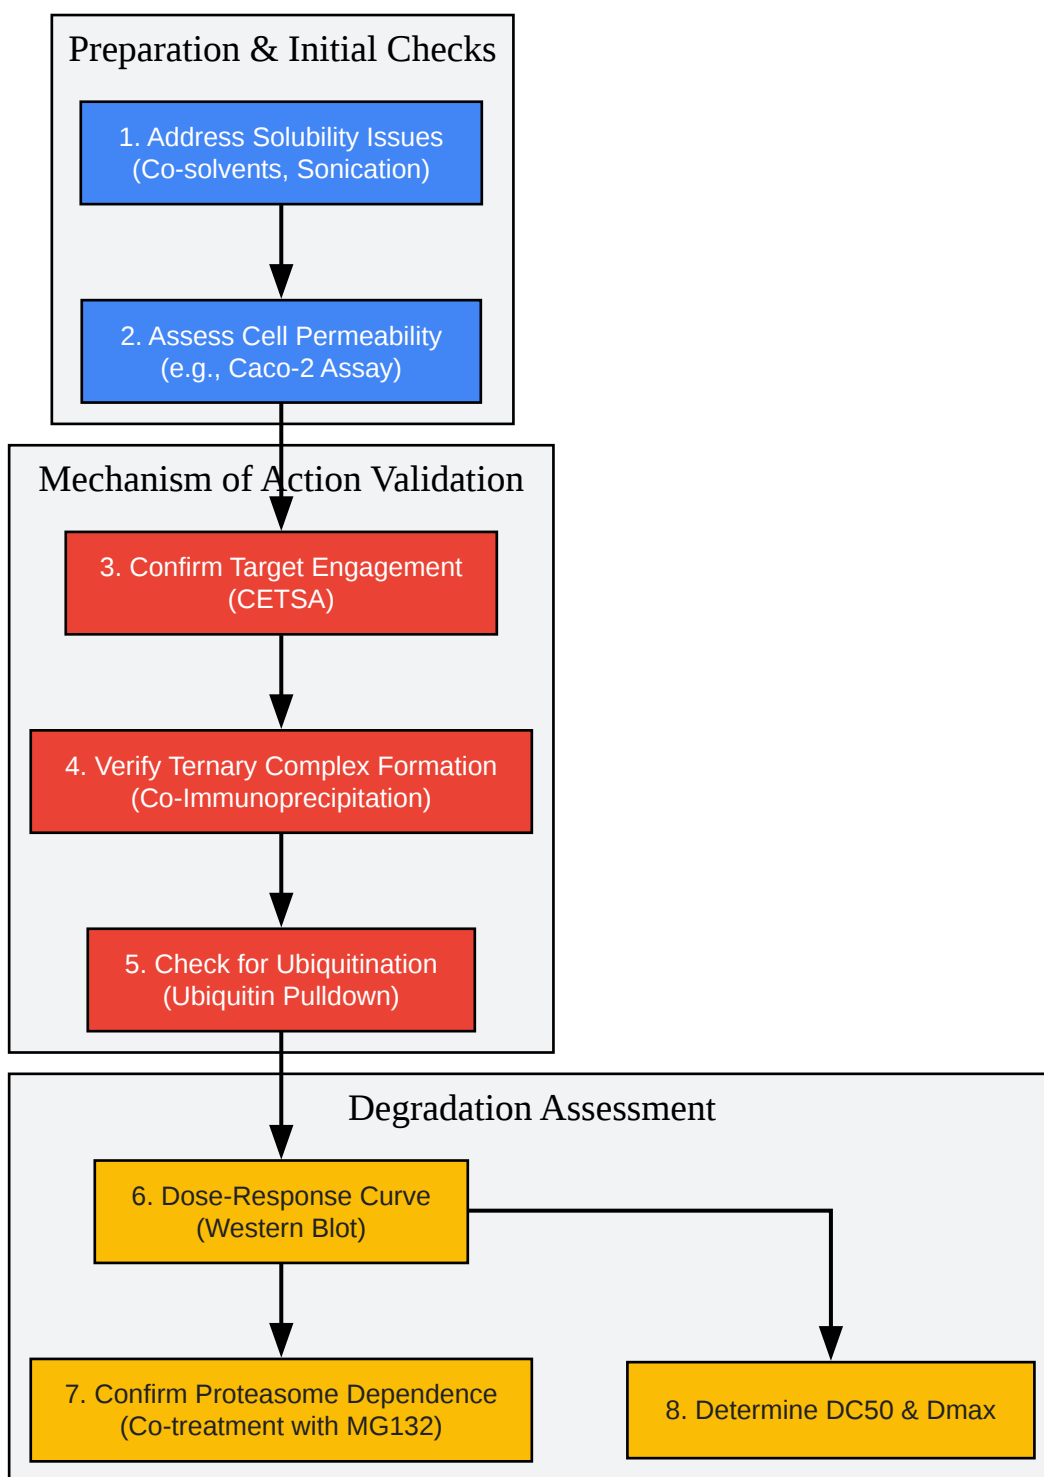 Preparation & Initial Checks
1. Address Solubility Issues
(Co-solvents, Sonication)
2. Assess Cell Permeability
(e.g., Caco-2 Assay)
Mechanism of Action Validation
3. Confirm Target Engagement
(CETSA)
4. Verify Ternary Complex Formation
(Co-Immunoprecipitation)
5. Check for Ubiquitination
(Ubiquitin Pulldown)
Degradation Assessment
6. Dose-Response Curve
(Western Blot)
7. Confirm Proteasome Dependence
(Co-treatment with MG132)
8. Determine DC50 & Dmax